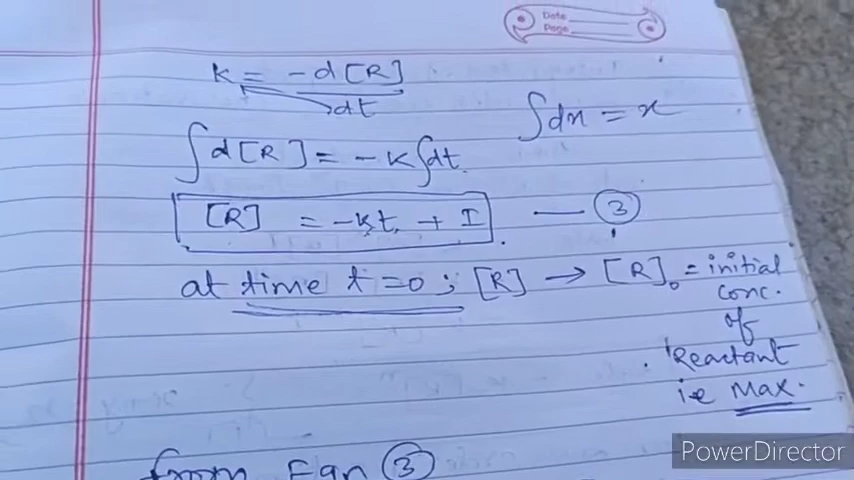 Date
Page
K = -d[R]
dt
∫dx = x
∫d[R] = -K∫dt.
[R] = -Kt, + I. — ③
at time t=0; [R] → [R]₀ = initial
conc.
of
Reactant
i.e Max.
from Eqn ③
PowerDirector